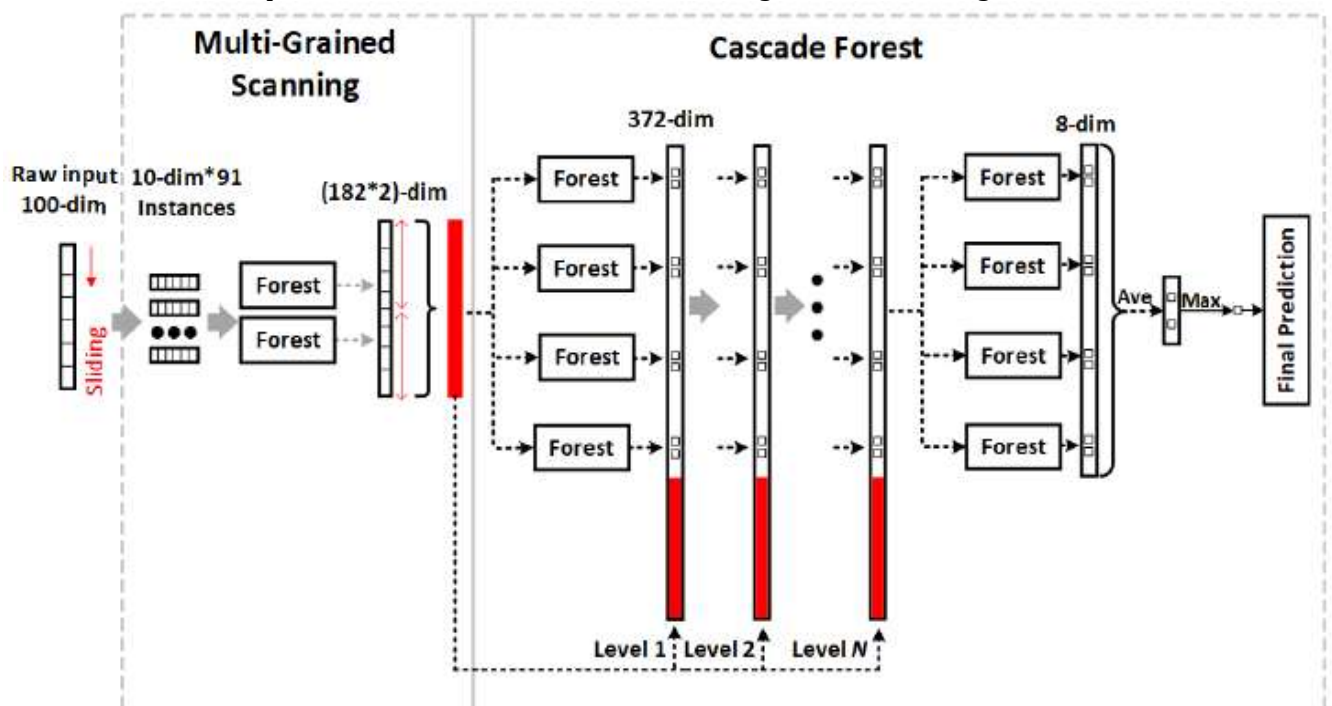 Multi-Grained
Scanning
Cascade Forest
Raw input
100-dim
10-dim*91
Instances
(182*2)-dim
372-dim
8-dim
Sliding
Forest
Forest
Forest
Forest
Forest
Forest
Forest
Forest
Forest
Forest
Ave
Max
Final Prediction
Level 1
Level 2
Level N